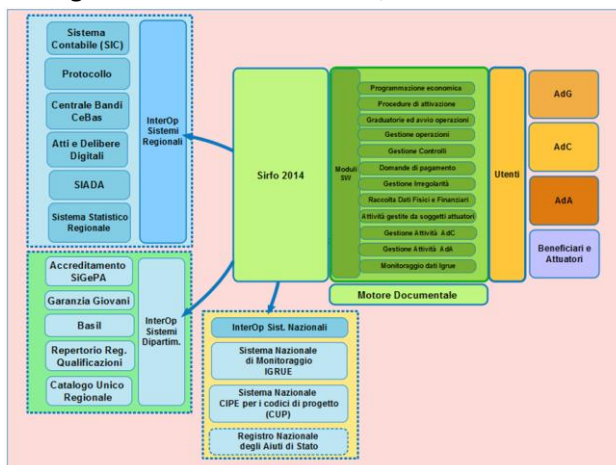 Sistema
Contabile (SIC)
Protocollo
Centrale Bandi
CeBas
Atti e Delibere
Digitali
SIADA
Sistema Statistico
Regionale
InterOp
Sistemi
Regionali
Accreditamento
SiGePA
Garanzia Giovani
Basil
Repertorio Reg.
Qualificazioni
Catalogo Unico
Regionale
InterOp
Sistemi
Dipartim.
Sirfo 2014
Moduli
SW
Programmazione economica
Procedure di attivazione
Graduatorie ed avvio operazioni
Gestione operazioni
Gestione Controlli
Domande di pagamento
Gestione Irregolarità
Raccolta Dati Fisici e Finanziari
Attività gestite da soggetti attuatori
Gestione Attività AdC
Gestione Attività AdA
Monitoraggio dati Igrue
Utenti
AdG
AdC
AdA
Beneficiari e
Attuatori
Motore Documentale
InterOp Sist. Nazionali
Sistema Nazionale
di Monitoraggio
IGRUE
Sistema Nazionale
CIPE per i codici di progetto
(CUP)
Registro Nazionale
degli Aiuti di Stato